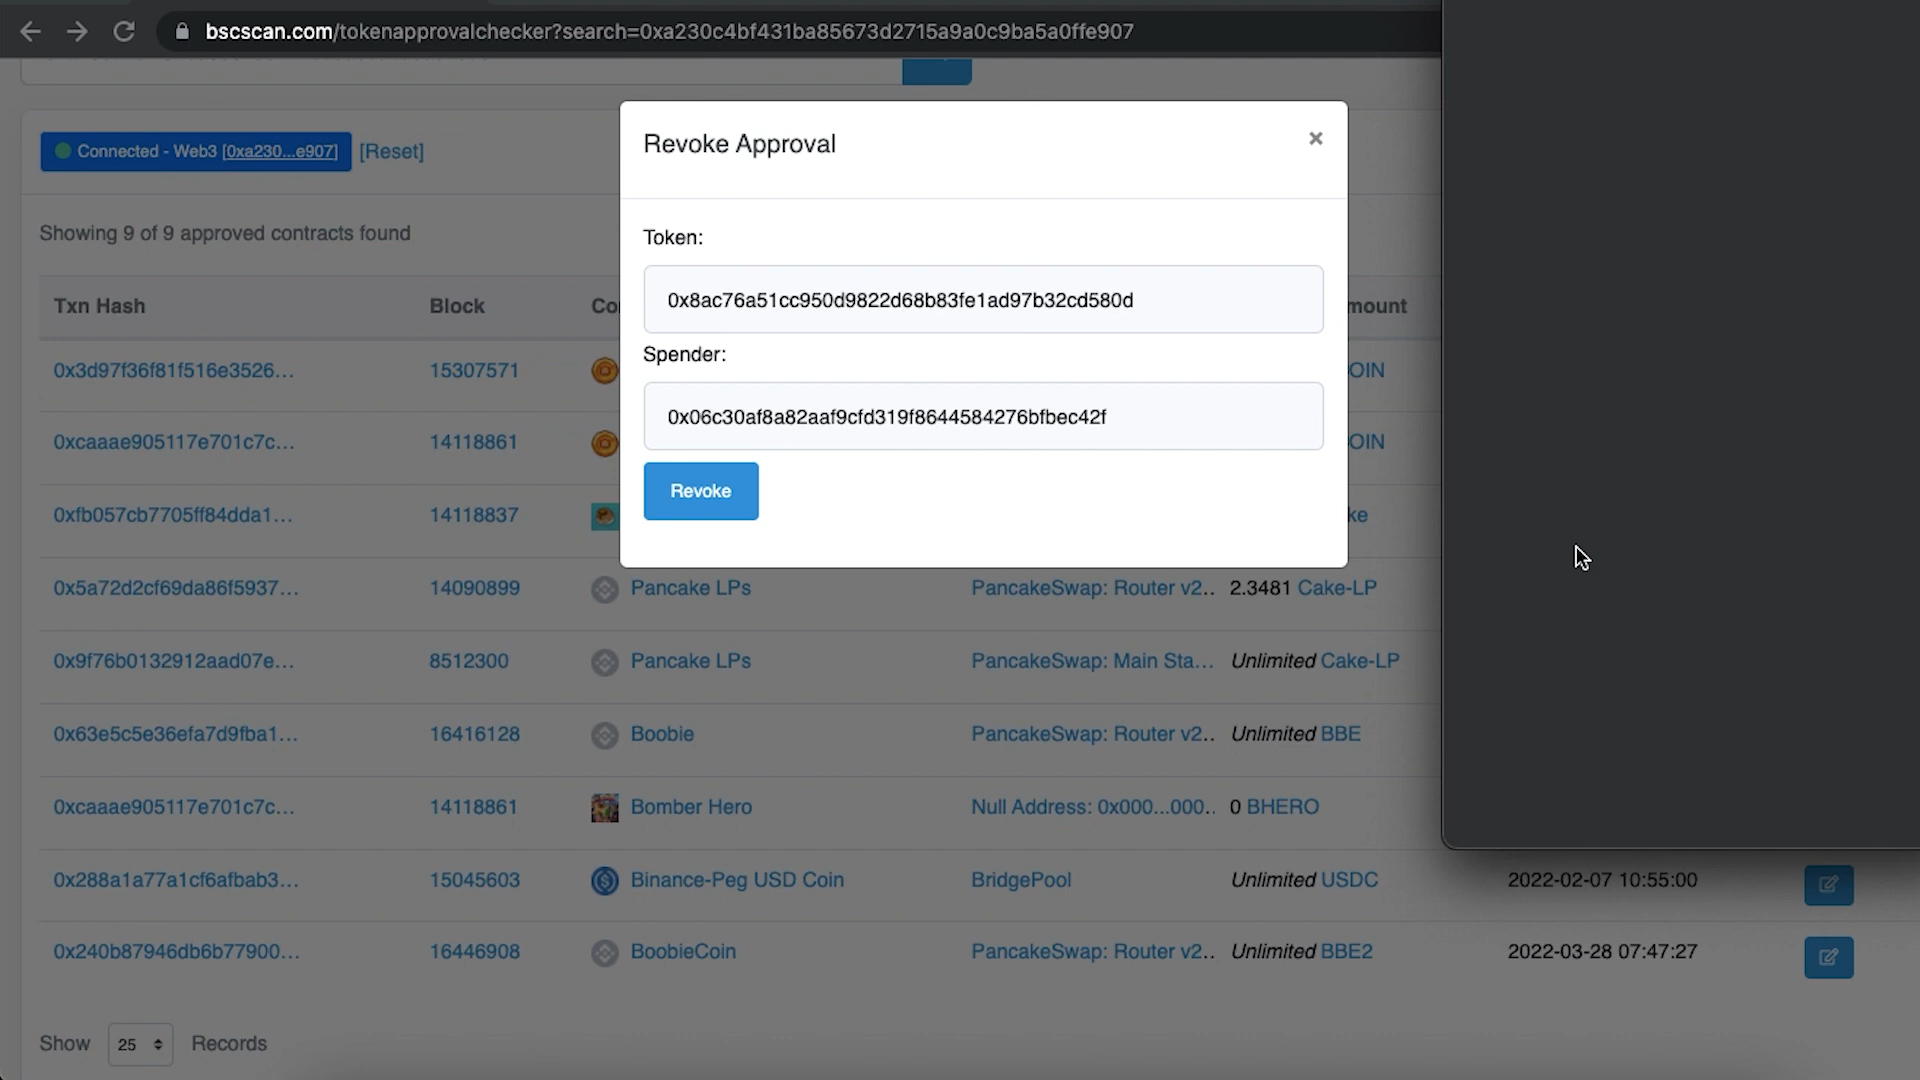 bscscan.com/tokenapprovalchecker?search=0xa230c4bf431ba85673d2715a9a0c9ba5a0ffe907
Connected - Web3 [0xa230...e907] [Reset]
Showing 9 of 9 approved contracts found
Revoke Approval
×
Token:
0x8ac76a51cc950d9822d68b83fe1ad97b32cd580d
Spender:
0x06c30af8a82aaf9cfd319f8644584276bfbec42f
Revoke
Txn Hash Block
0x3d97f36f81f516e3526... 15307571
0xcaaae905117e701c7c... 14118861
0xfb057cb7705ff84dda1... 14118837
0x5a72d2cf69da86f5937... 14090899 Pancake LPs PancakeSwap: Router v2.. 2.3481 Cake-LP
0x9f76b0132912aad07e... 8512300 Pancake LPs PancakeSwap: Main Sta... Unlimited Cake-LP
0x63e5c5e36efa7d9fba1... 16416128 Boobie PancakeSwap: Router v2.. Unlimited BBE
0xcaaae905117e701c7c... 14118861 Bomber Hero Null Address: 0x000...000.. 0 BHERO
0x288a1a77a1cf6afbab3... 15045603 Binance-Peg USD Coin BridgePool Unlimited USDC 2022-02-07 10:55:00
0x240b87946db6b77900... 16446908 BoobieCoin PancakeSwap: Router v2.. Unlimited BBE2 2022-03-28 07:47:27
Show 25 Records